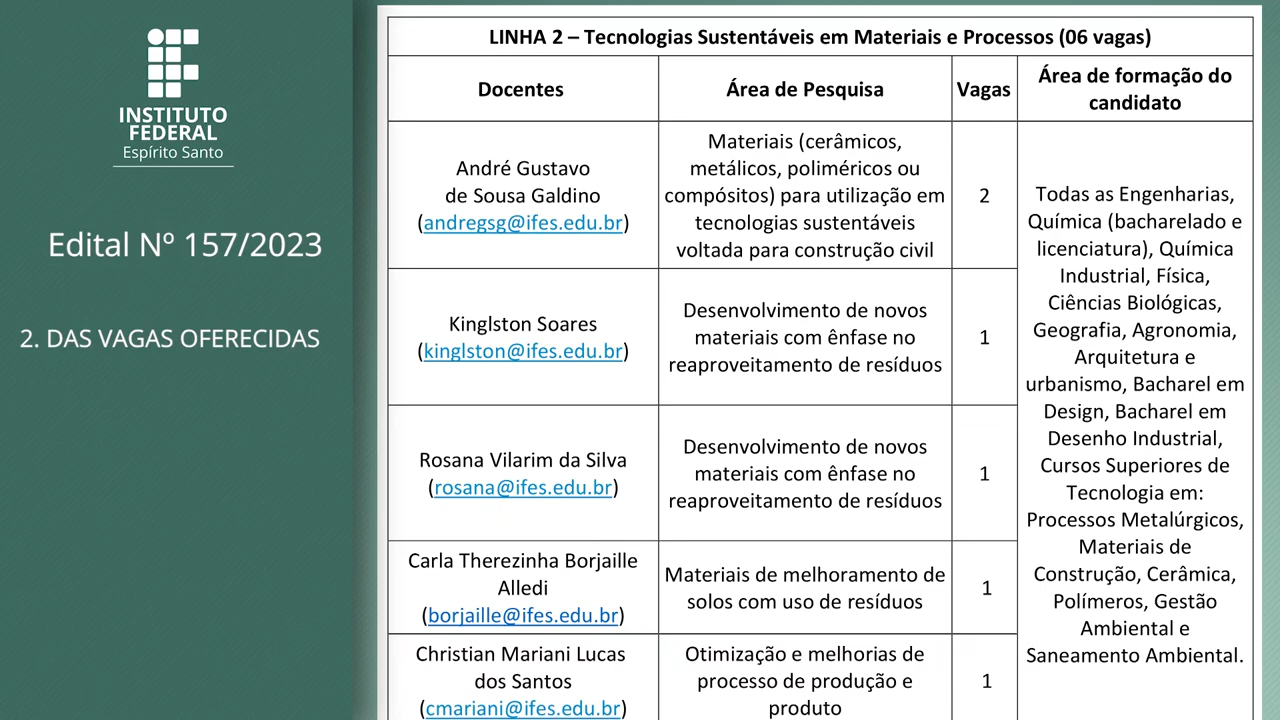 INSTITUTO
FEDERAL
Espírito Santo
Edital Nº 157/2023
2. DAS VAGAS OFERECIDAS
LINHA 2 – Tecnologias Sustentáveis em Materiais e Processos (06 vagas)
Docentes
Área de Pesquisa
Vagas
Área de formação do
candidato
André Gustavo
de Sousa Galdino
(andregsg@ifes.edu.br)
Materiais (cerâmicos,
metálicos, poliméricos ou
compósitos) para utilização em
tecnologias sustentáveis
voltada para construção civil
2
Kinglston Soares
(kinglston@ifes.edu.br)
Desenvolvimento de novos
materiais com ênfase no
reaproveitamento de resíduos
1
Rosana Vilarim da Silva
(rosana@ifes.edu.br)
Desenvolvimento de novos
materiais com ênfase no
reaproveitamento de resíduos
1
Carla Therezinha Borjaille
Alledi
(borjaille@ifes.edu.br)
Materiais de melhoramento de
solos com uso de resíduos
1
Christian Mariani Lucas
dos Santos
(cmariani@ifes.edu.br)
Otimização e melhorias de
processo de produção e
produto
1
Todas as Engenharias,
Química (bacharelado e
licenciatura), Química
Industrial, Física,
Ciências Biológicas,
Geografia, Agronomia,
Arquitetura e
urbanismo, Bacharel em
Design, Bacharel em
Desenho Industrial,
Cursos Superiores de
Tecnologia em:
Processos Metalúrgicos,
Materiais de
Construção, Cerâmica,
Polímeros, Gestão
Ambiental e
Saneamento Ambiental.